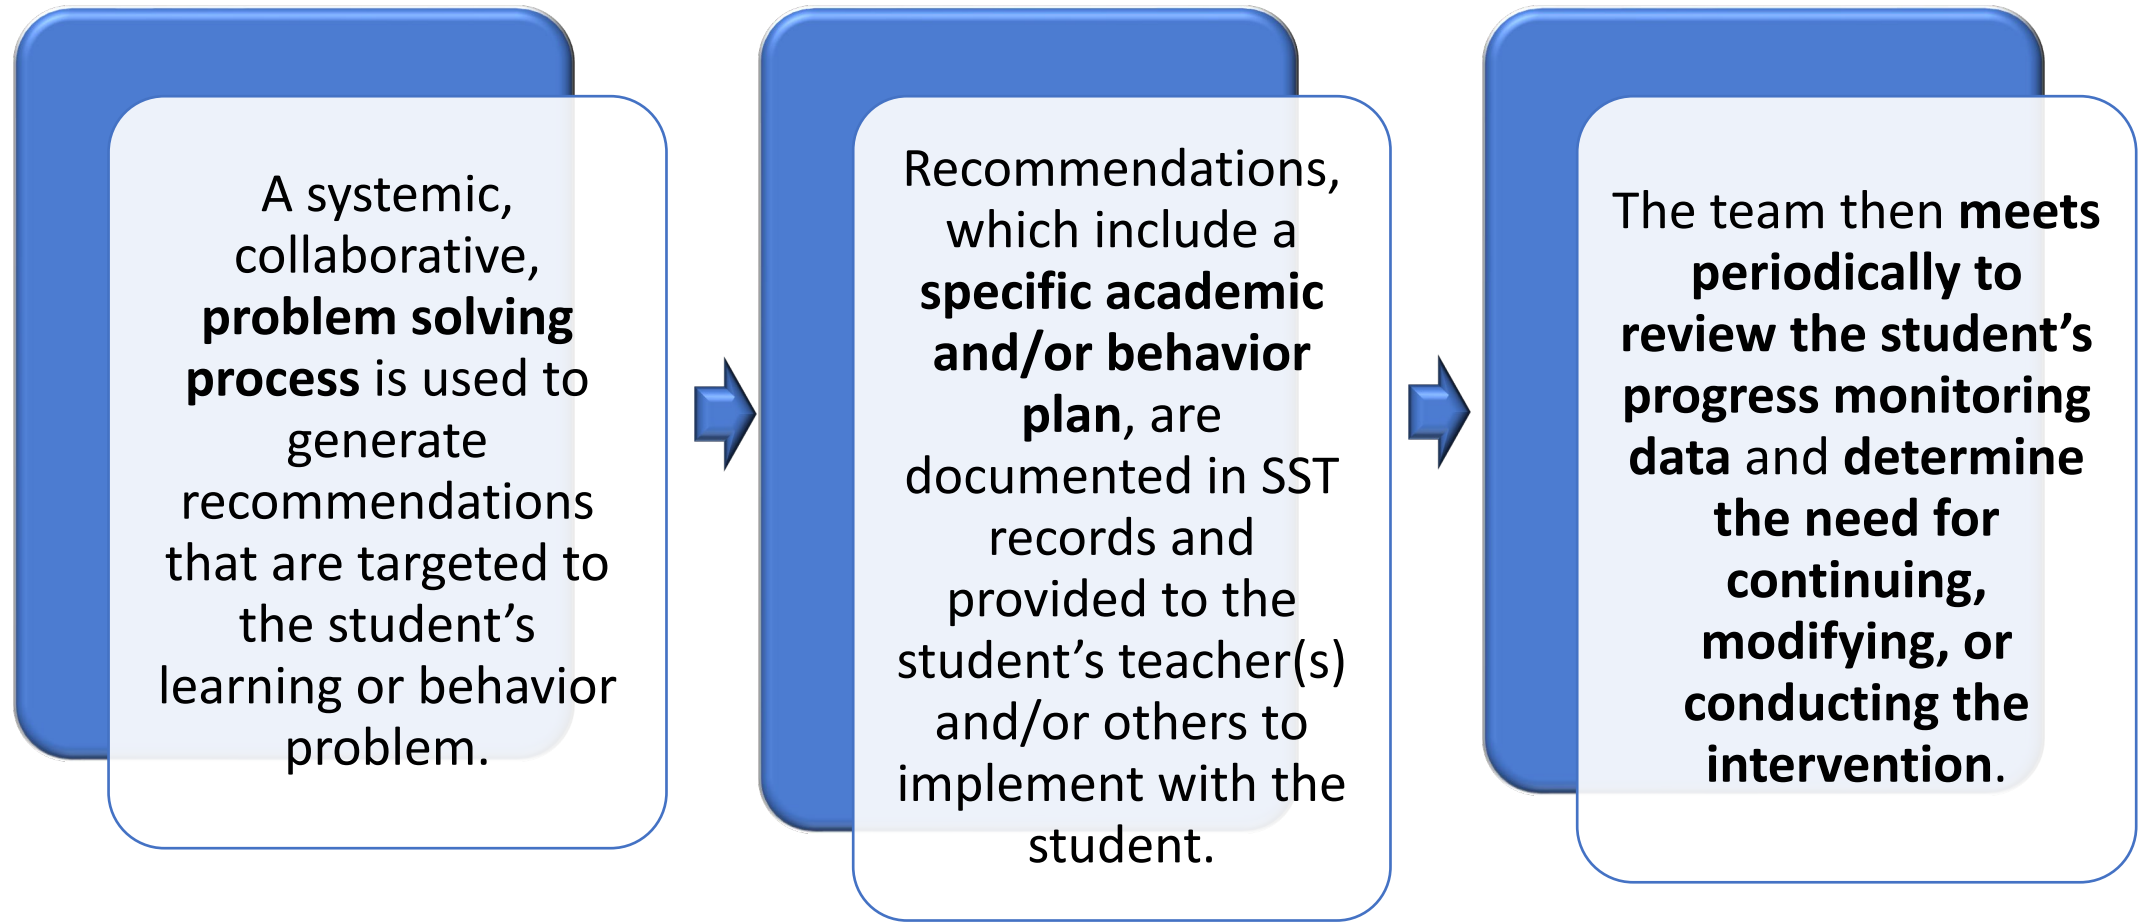 A systemic,
collaborative,
problem solving
process is used to
generate
recommendations
that are targeted to
the student’s
learning or behavior
problem.
Recommendations,
which include a
specific academic
and/or behavior
plan, are
documented in SST
records and
provided to the
student’s teacher(s)
and/or others to
implement with the
student.
The team then meets
periodically to
review the student’s
progress monitoring
data and determine
the need for
continuing,
modifying, or
conducting the
intervention.